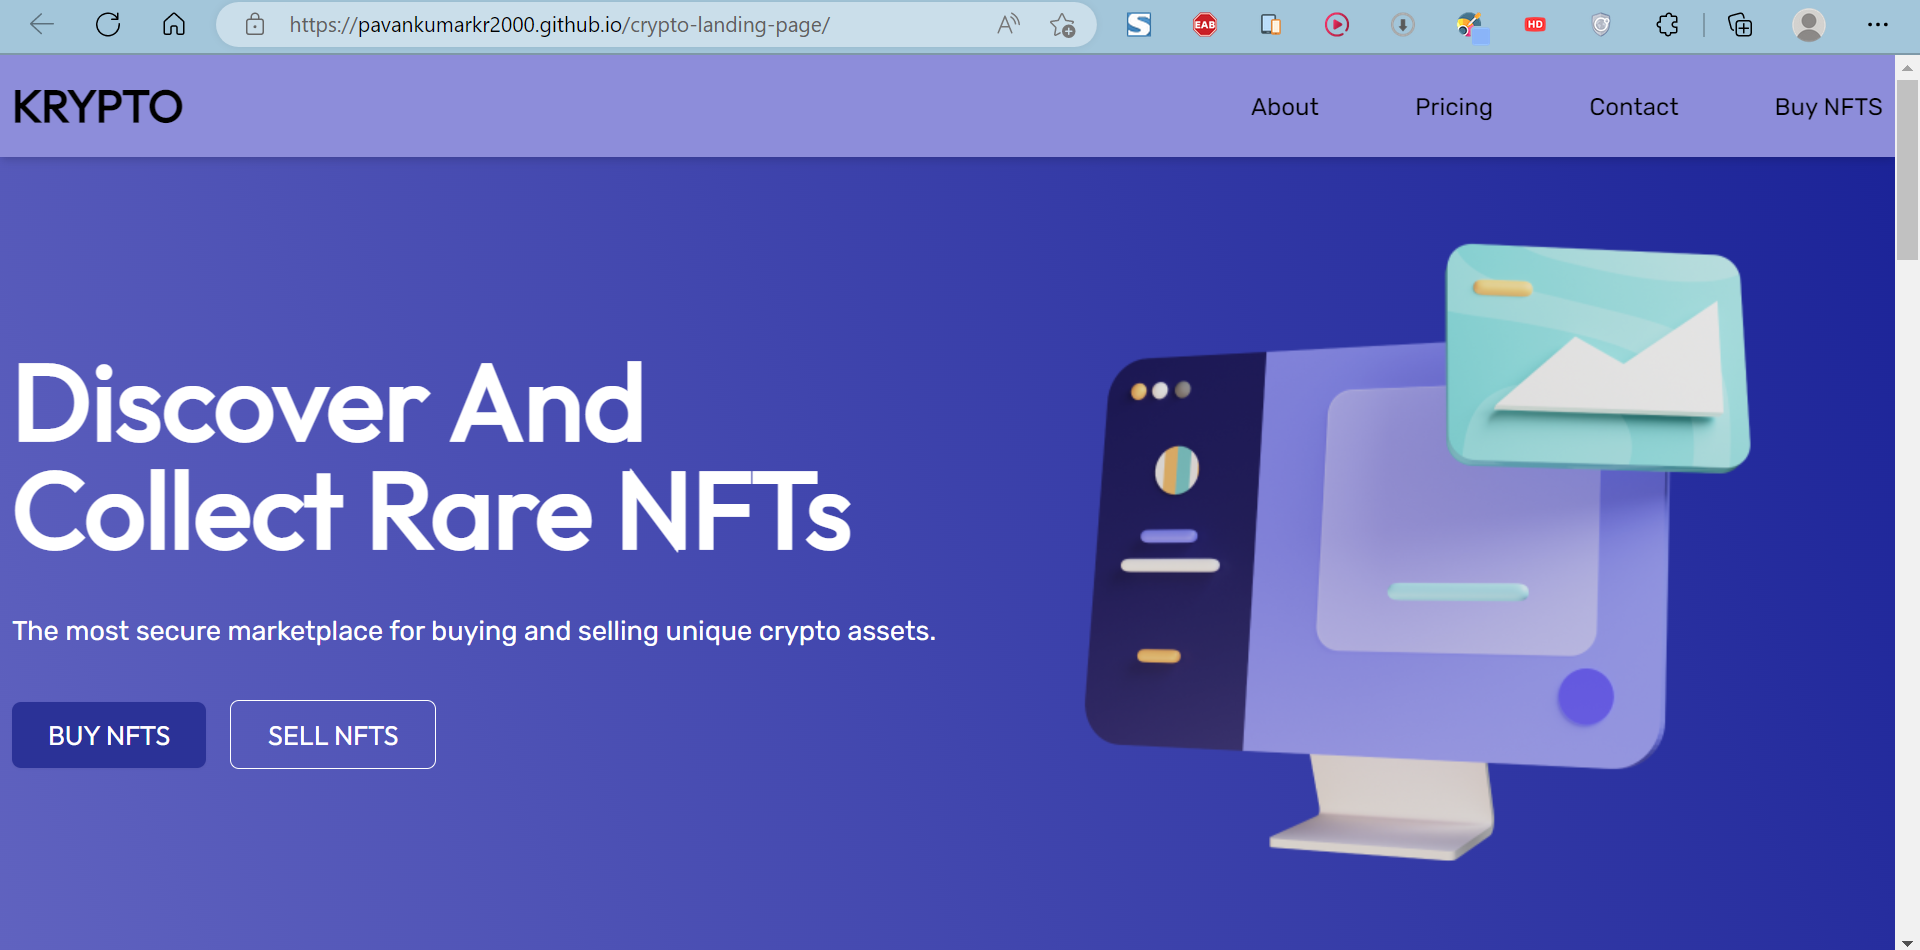 https://pavankumarkr2000.github.io/crypto-landing-page/
EAB
HD
KRYPTO
About
Pricing
Contact
Buy NFTS
Discover And
Collect Rare NFTs
The most secure marketplace for buying and selling unique crypto assets.
BUY NFTS
SELL NFTS